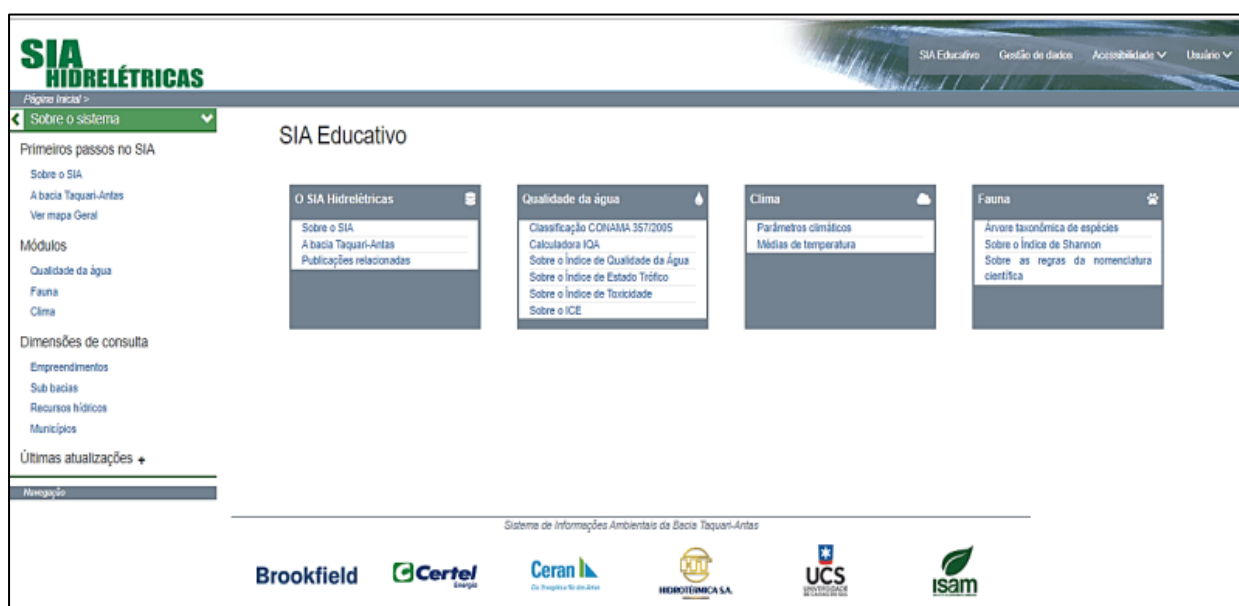 SIA
HIDRELÉTRICAS
SIA Educativo Gestão de dados Acessibilidade Usuário
Página Inicial >
Sobre o sistema
Primeiros passos no SIA
Sobre o SIA
A bacia Taquari-Antas
Ver mapa Geral
Módulos
Qualidade da água
Fauna
Clima
Dimensões de consulta
Empreendimentos
Sub bacias
Recursos hídricos
Municípios
Últimas atualizações +
Navegação
SIA Educativo
O SIA Hidrelétricas
Sobre o SIA
A bacia Taquari-Antas
Publicações relacionadas
Qualidade da água
Classificação CONAMA 357/2005
Calculadora IQA
Sobre o Índice de Qualidade da Água
Sobre o Índice de Estado Trófico
Sobre o Índice de Toxicidade
Sobre o ICE
Clima
Parâmetros climáticos
Médias de temperatura
Fauna
Árvore taxonômica de espécies
Sobre o Índice de Shannon
Sobre as regras da nomenclatura
científica
Sistema de Informações Ambientais da Bacia Taquari-Antas
Brookfield
Certel
Energia
Ceran
HIDROTÉRMICA S.A.
UCS
UNIVERSIDADE
DE CAXIAS DO SUL
isam